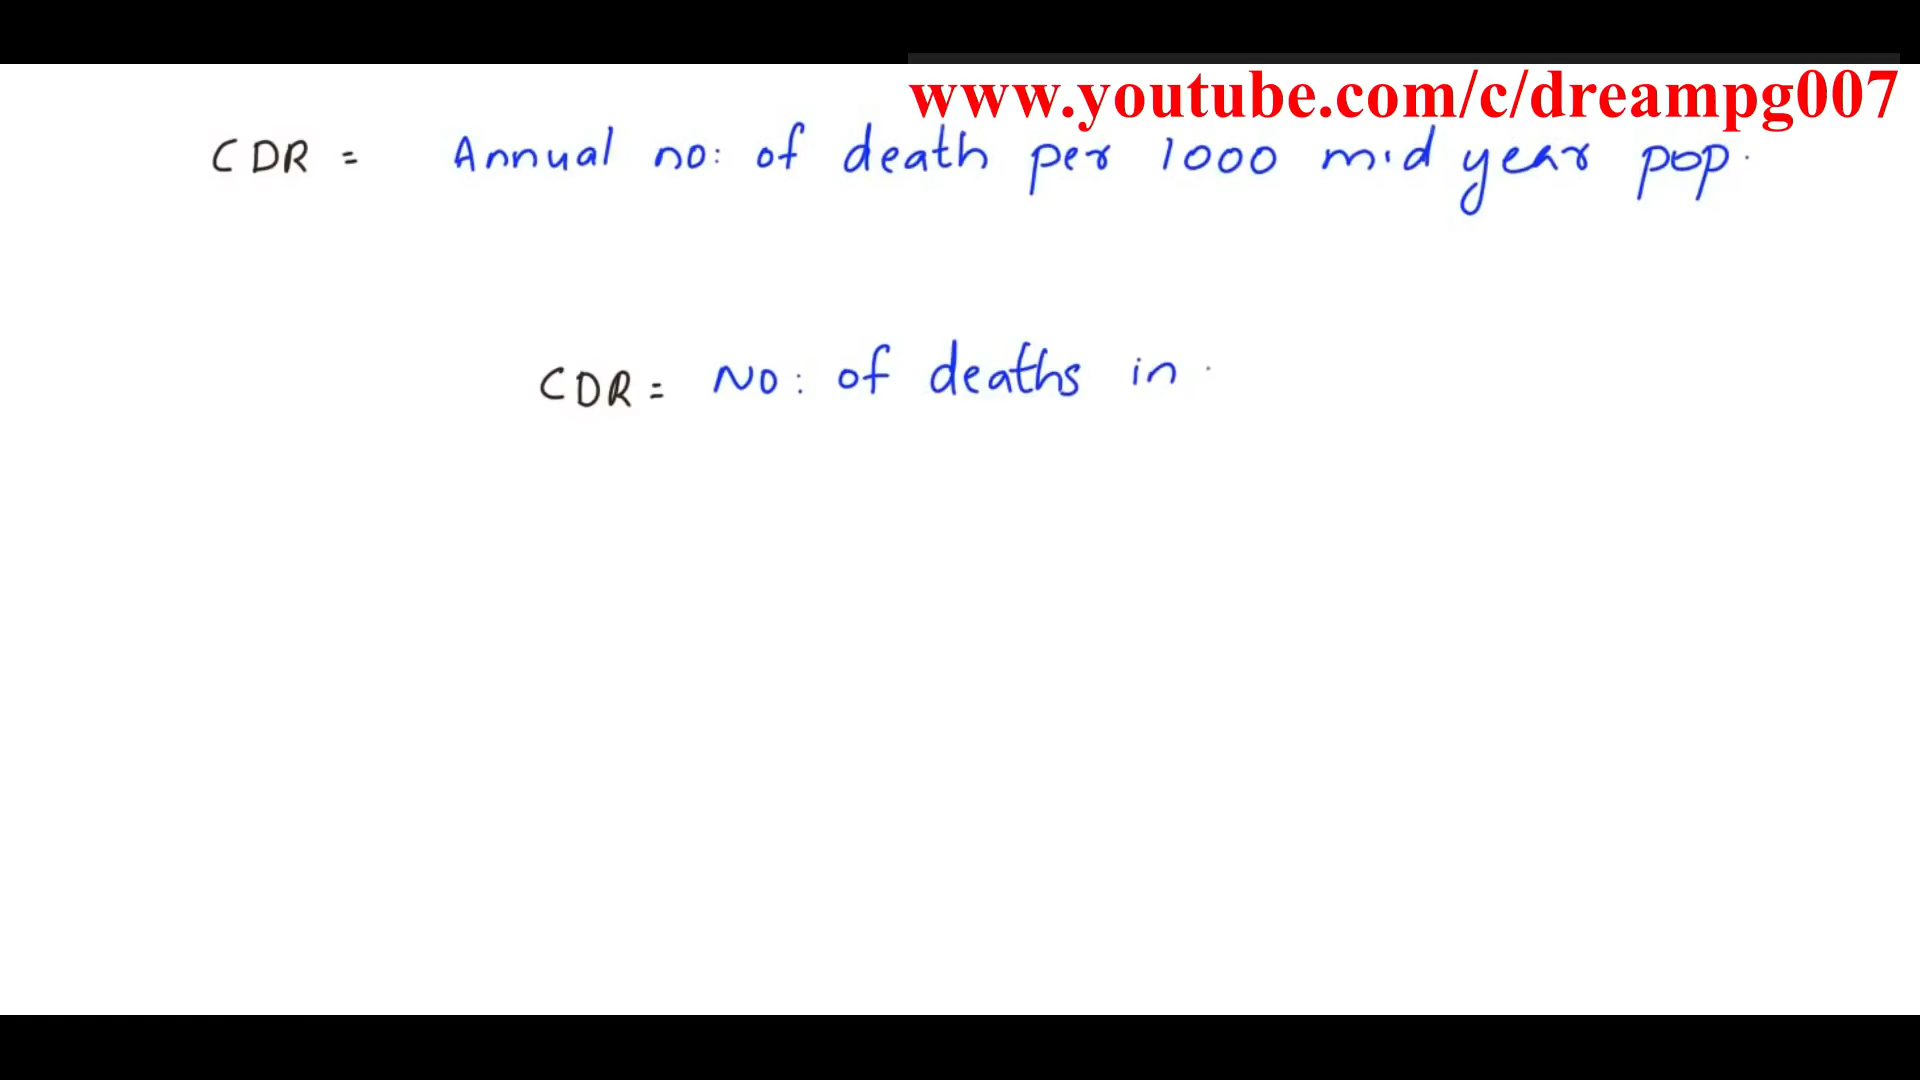 www.youtube.com/c/dreampg007
CDR = Annual no: of death per 1000 mid year pop.
CDR = No: of deaths in